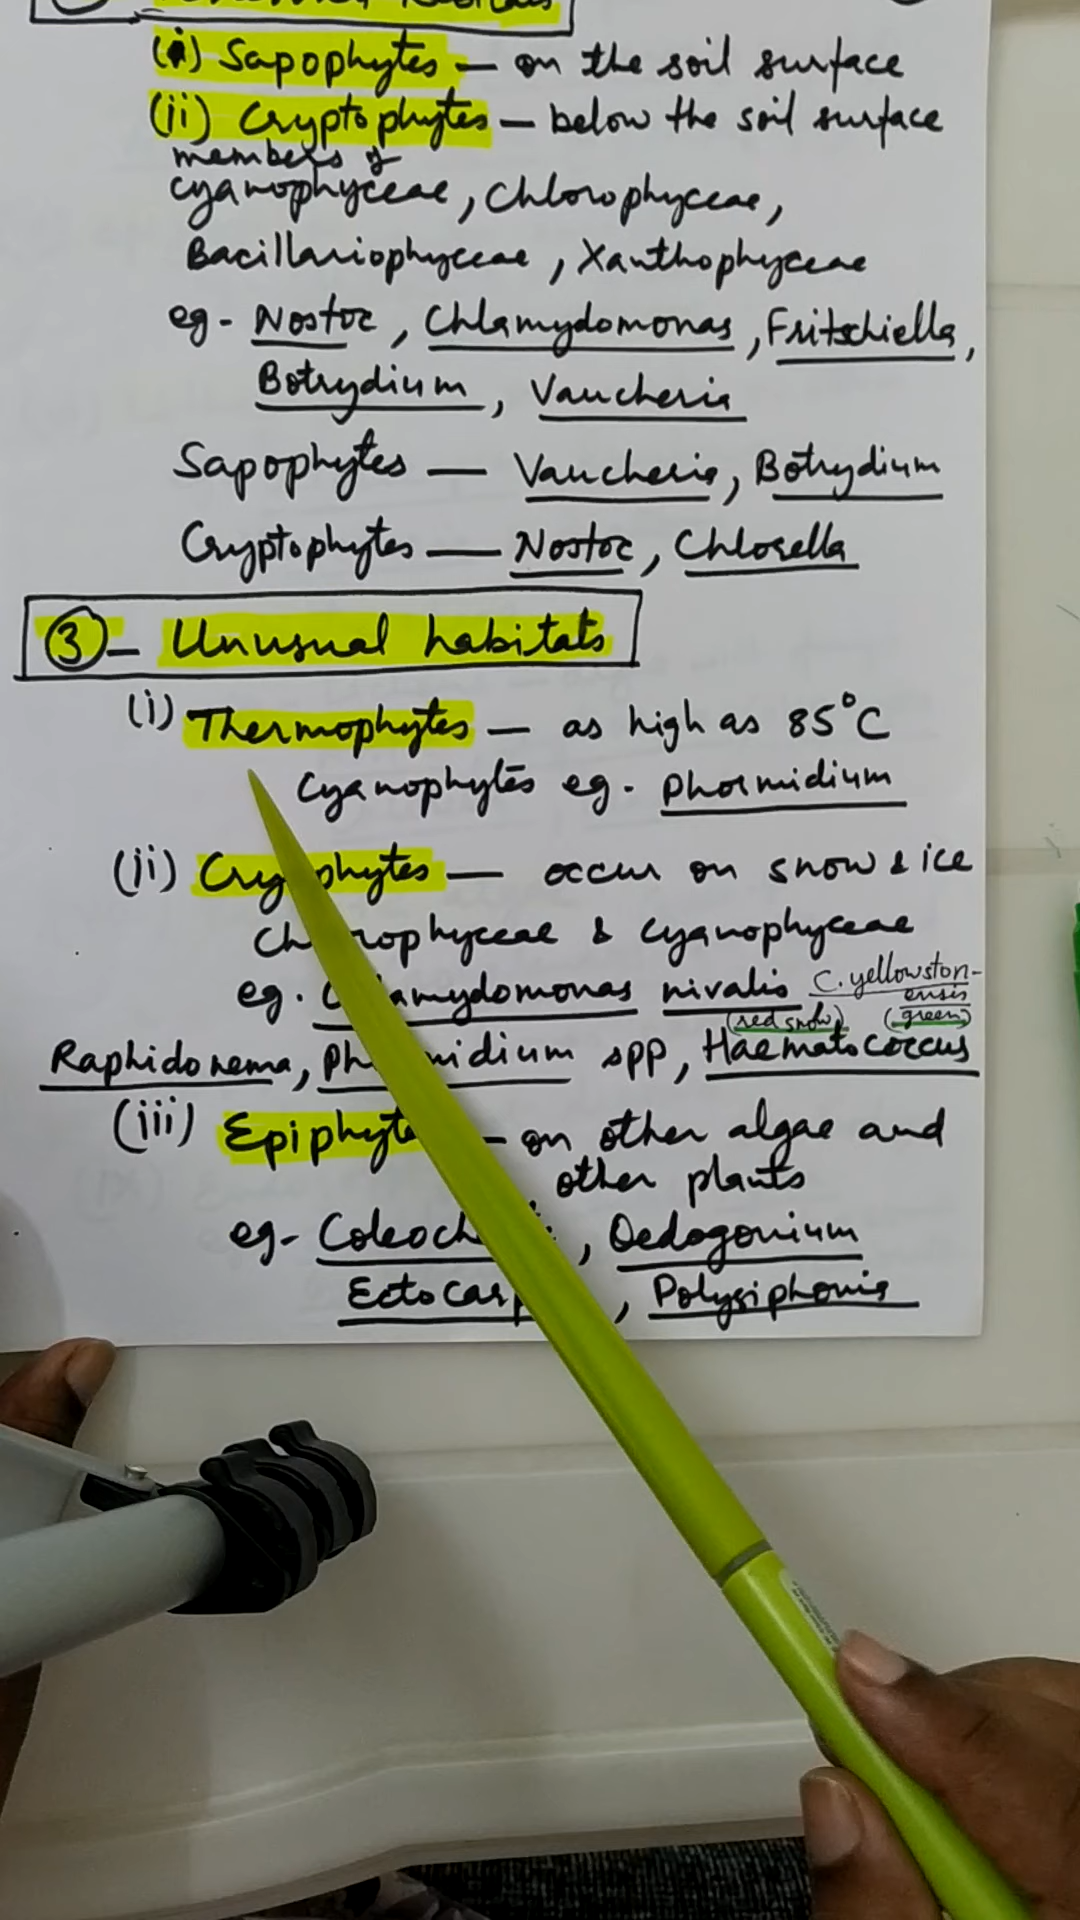 (i) Sapophytes — on the soil surface
(ii) Cryptophytes — below the soil surface
members of
Cyanophyceae, Chlorophyceae,
Bacillariophyceae, Xanthophyceae
eg- Nostoc, Chlamydomonas, Fritschiella,
Botrydium, Vaucheria
Sapophytes — Vaucheria, Botrydium
Cryptophytes — Nostoc, Chlorella
③- Unusual habitats
(i) Thermophytes — as high as 85°C
Cyanophytes eg. Phormidium
(ii) — occur on snow & ice
& Cyanophyceae
eg. nivalis C. yellowston-
ensis
(red snow) (green)
Raphidonema, spp, Haematococcus
(iii) — on other algae and
other plants
eg- , Oedogonium
, Polysiphonia